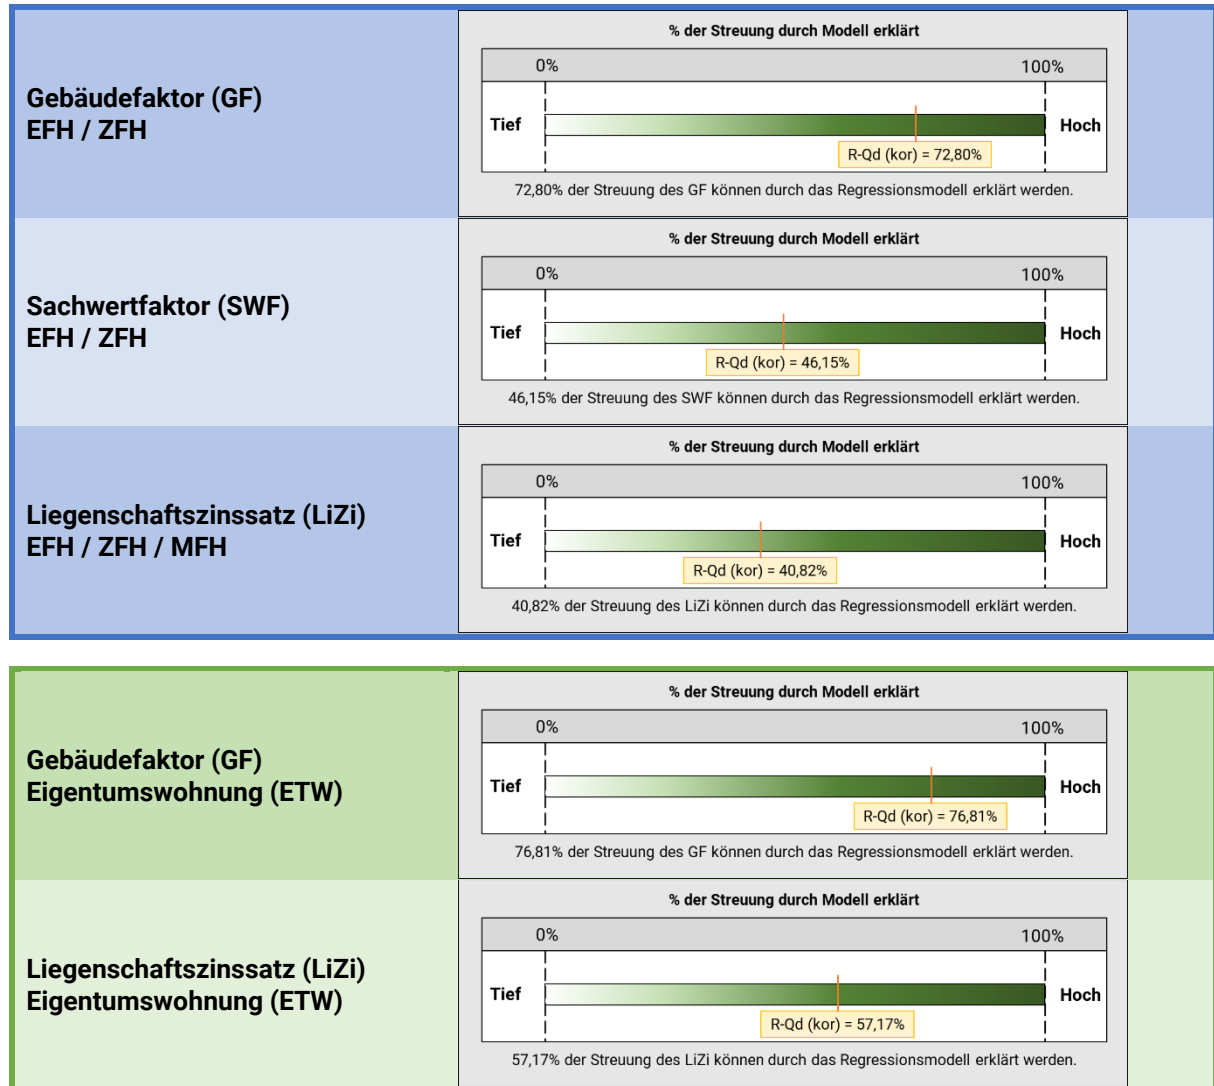 Gebäudefaktor (GF)
EFH / ZFH
% der Streuung durch Modell erklärt
0% 100%
Tief Hoch
R-Qd (kor) = 72,80%
72,80% der Streuung des GF können durch das Regressionsmodell erklärt werden.
Sachwertfaktor (SWF)
EFH / ZFH
% der Streuung durch Modell erklärt
0% 100%
Tief Hoch
R-Qd (kor) = 46,15%
46,15% der Streuung des SWF können durch das Regressionsmodell erklärt werden.
Liegenschaftszinssatz (LiZi)
EFH / ZFH / MFH
% der Streuung durch Modell erklärt
0% 100%
Tief Hoch
R-Qd (kor) = 40,82%
40,82% der Streuung des LiZi können durch das Regressionsmodell erklärt werden.
Gebäudefaktor (GF)
Eigentumswohnung (ETW)
% der Streuung durch Modell erklärt
0% 100%
Tief Hoch
R-Qd (kor) = 76,81%
76,81% der Streuung des GF können durch das Regressionsmodell erklärt werden.
Liegenschaftszinssatz (LiZi)
Eigentumswohnung (ETW)
% der Streuung durch Modell erklärt
0% 100%
Tief Hoch
R-Qd (kor) = 57,17%
57,17% der Streuung des LiZi können durch das Regressionsmodell erklärt werden.